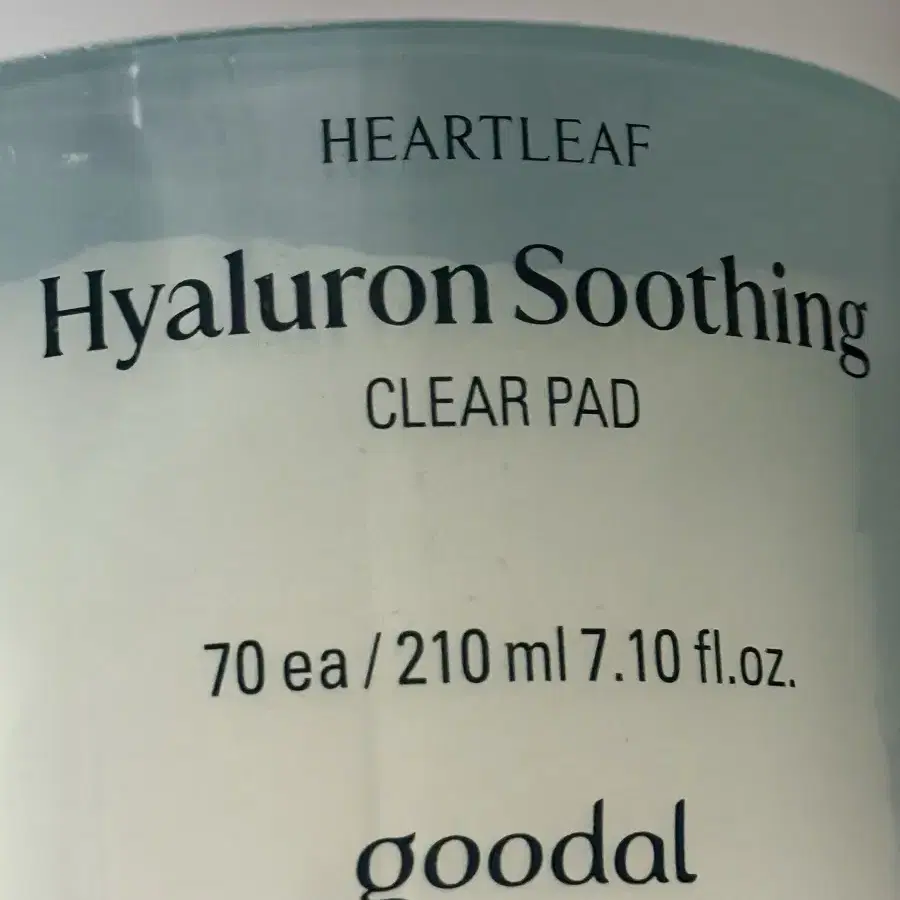 HEARTLEAF
Hyaluron Soothing
CLEAR PAD
70 ea / 210 ml 7.10 fl.oz.
goodal